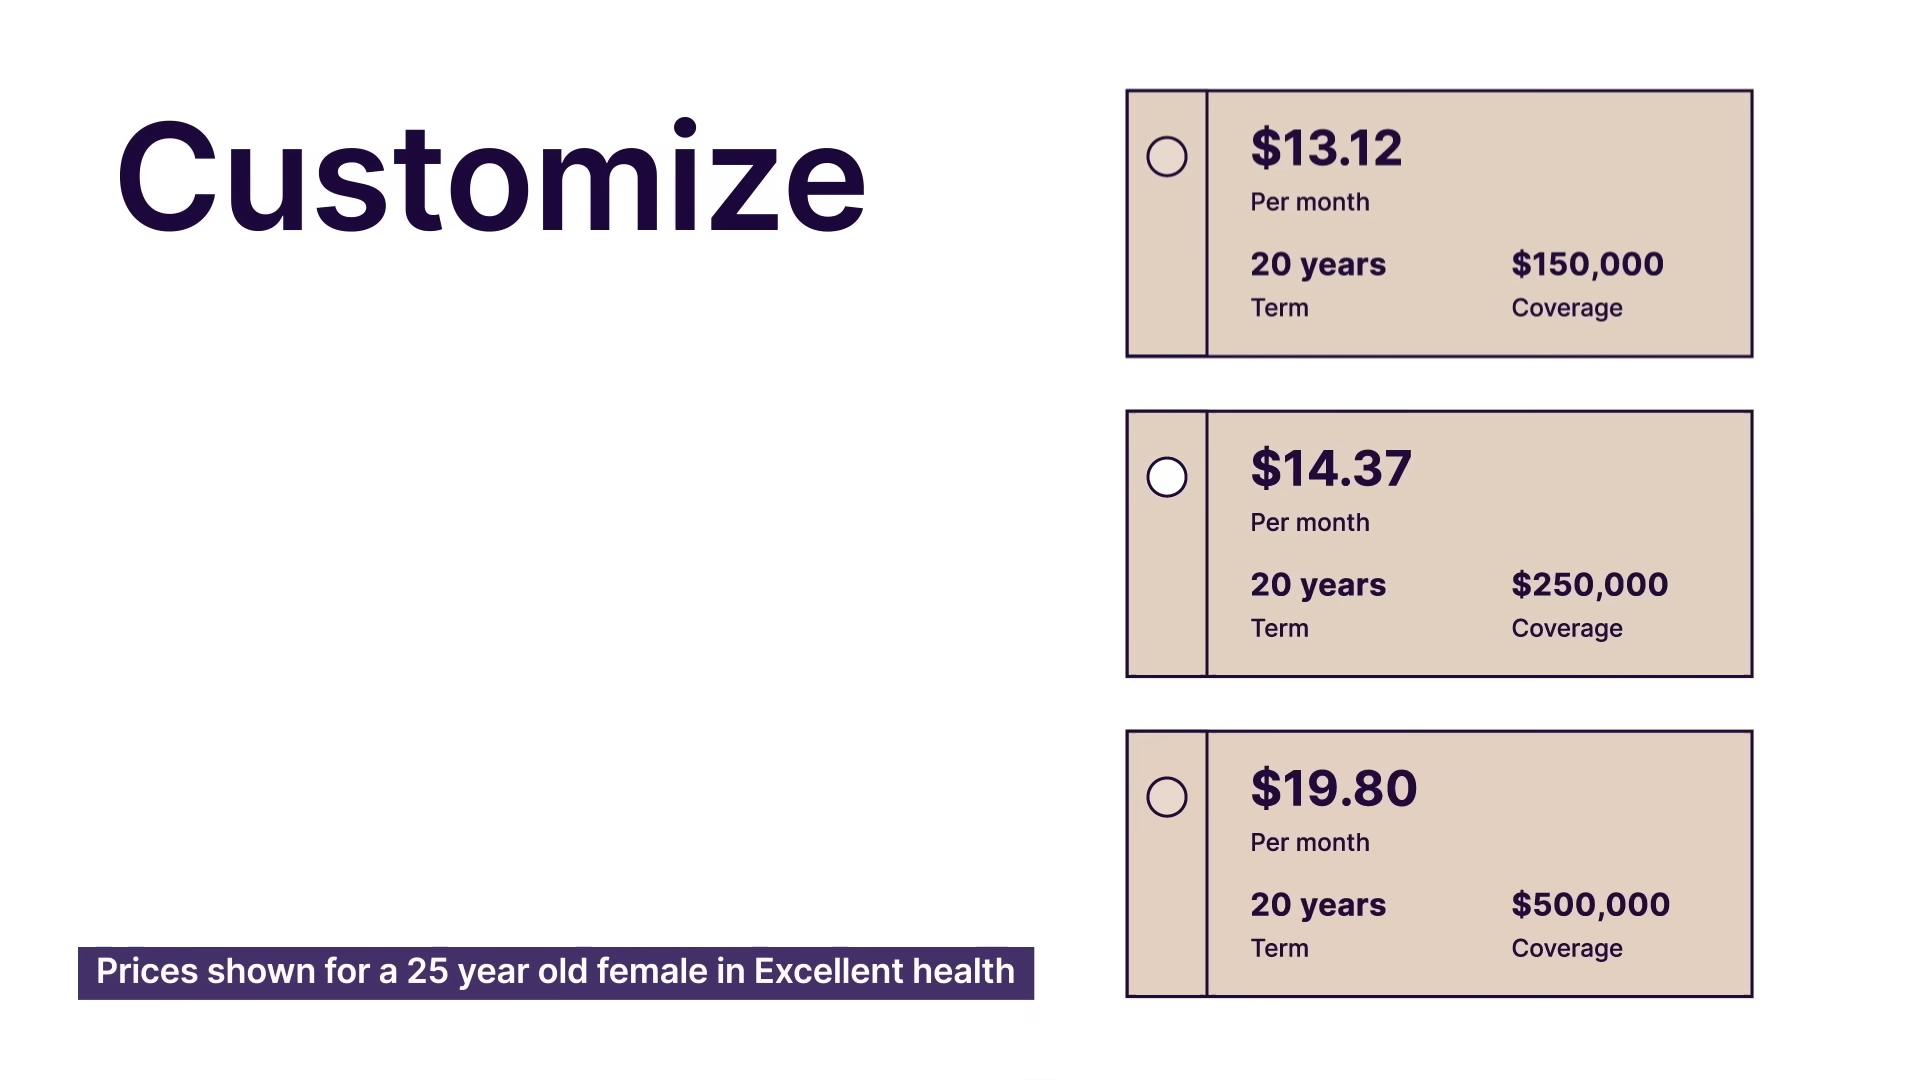 Customize
$13.12
Per month
20 years $150,000
Term Coverage
$14.37
Per month
20 years $250,000
Term Coverage
$19.80
Per month
20 years $500,000
Term Coverage
Prices shown for a 25 year old female in Excellent health